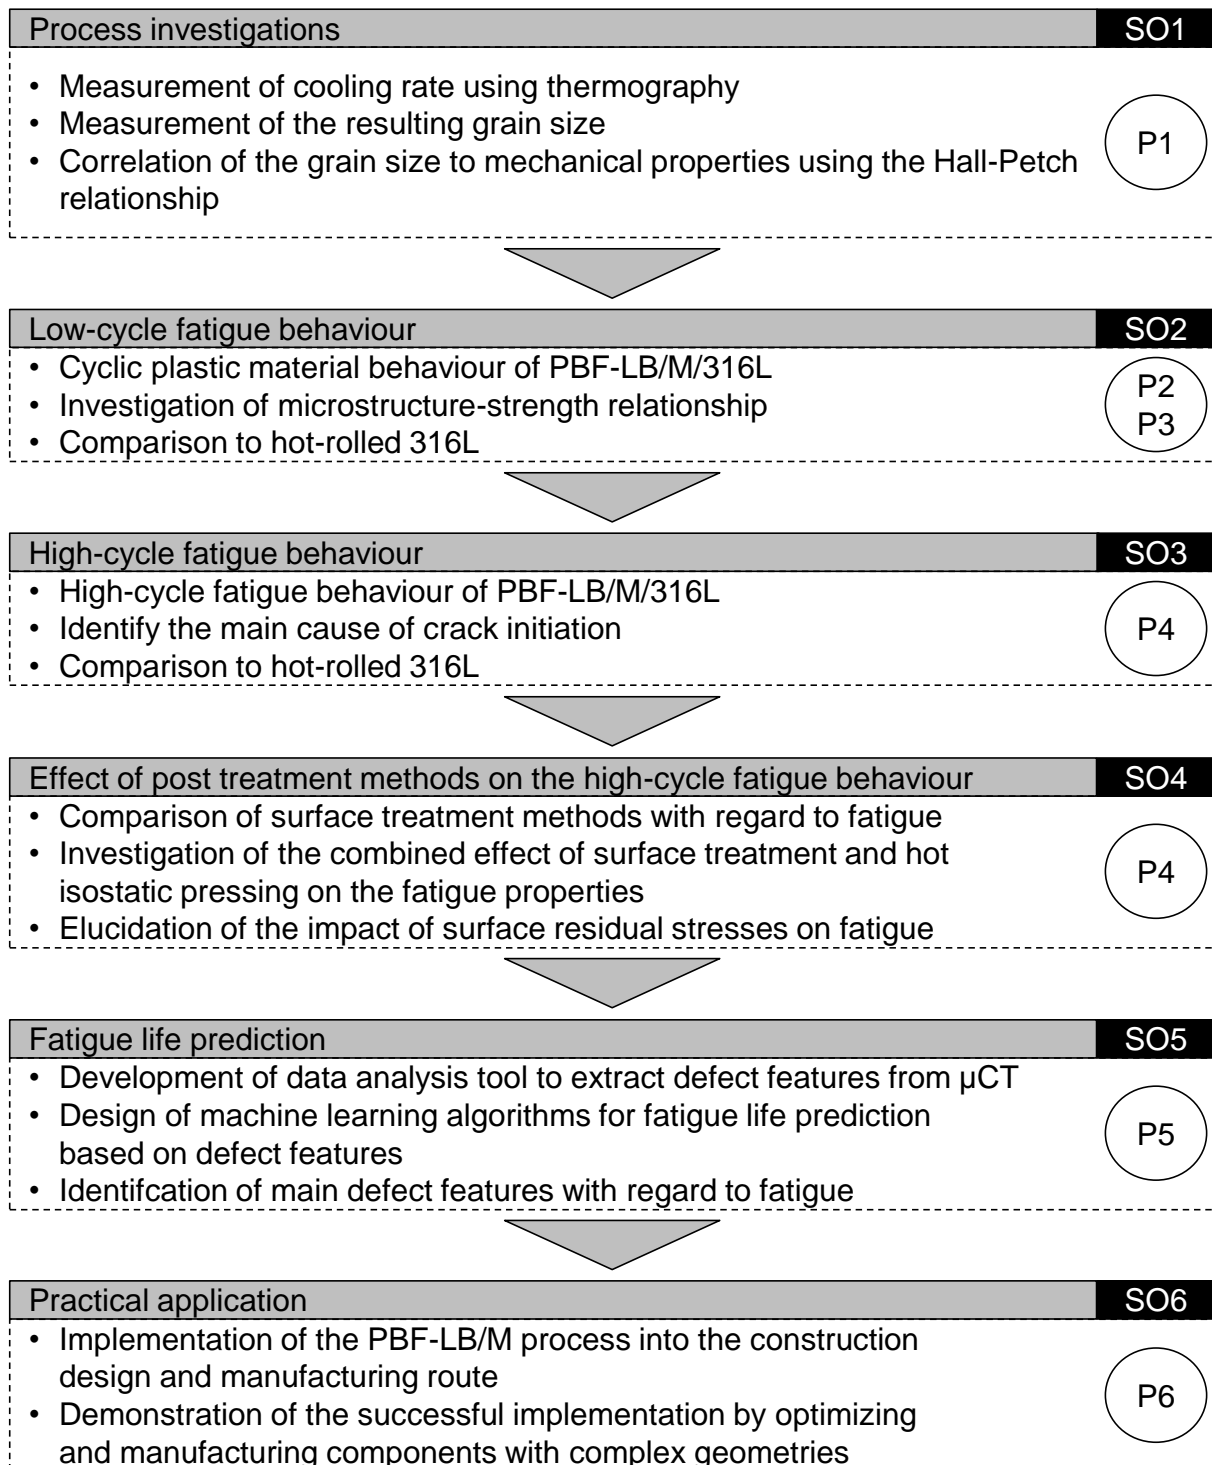 Process investigations SO1
• Measurement of cooling rate using thermography
• Measurement of the resulting grain size
• Correlation of the grain size to mechanical properties using the Hall-Petch
relationship
P1
Low-cycle fatigue behaviour SO2
• Cyclic plastic material behaviour of PBF-LB/M/316L
• Investigation of microstructure-strength relationship
• Comparison to hot-rolled 316L
P2
P3
High-cycle fatigue behaviour SO3
• High-cycle fatigue behaviour of PBF-LB/M/316L
• Identify the main cause of crack initiation
• Comparison to hot-rolled 316L
P4
Effect of post treatment methods on the high-cycle fatigue behaviour SO4
• Comparison of surface treatment methods with regard to fatigue
• Investigation of the combined effect of surface treatment and hot
isostatic pressing on the fatigue properties
• Elucidation of the impact of surface residual stresses on fatigue
P4
Fatigue life prediction SO5
• Development of data analysis tool to extract defect features from µCT
• Design of machine learning algorithms for fatigue life prediction
based on defect features
• Identifcation of main defect features with regard to fatigue
P5
Practical application SO6
• Implementation of the PBF-LB/M process into the construction
design and manufacturing route
• Demonstration of the successful implementation by optimizing
and manufacturing components with complex geometries
P6